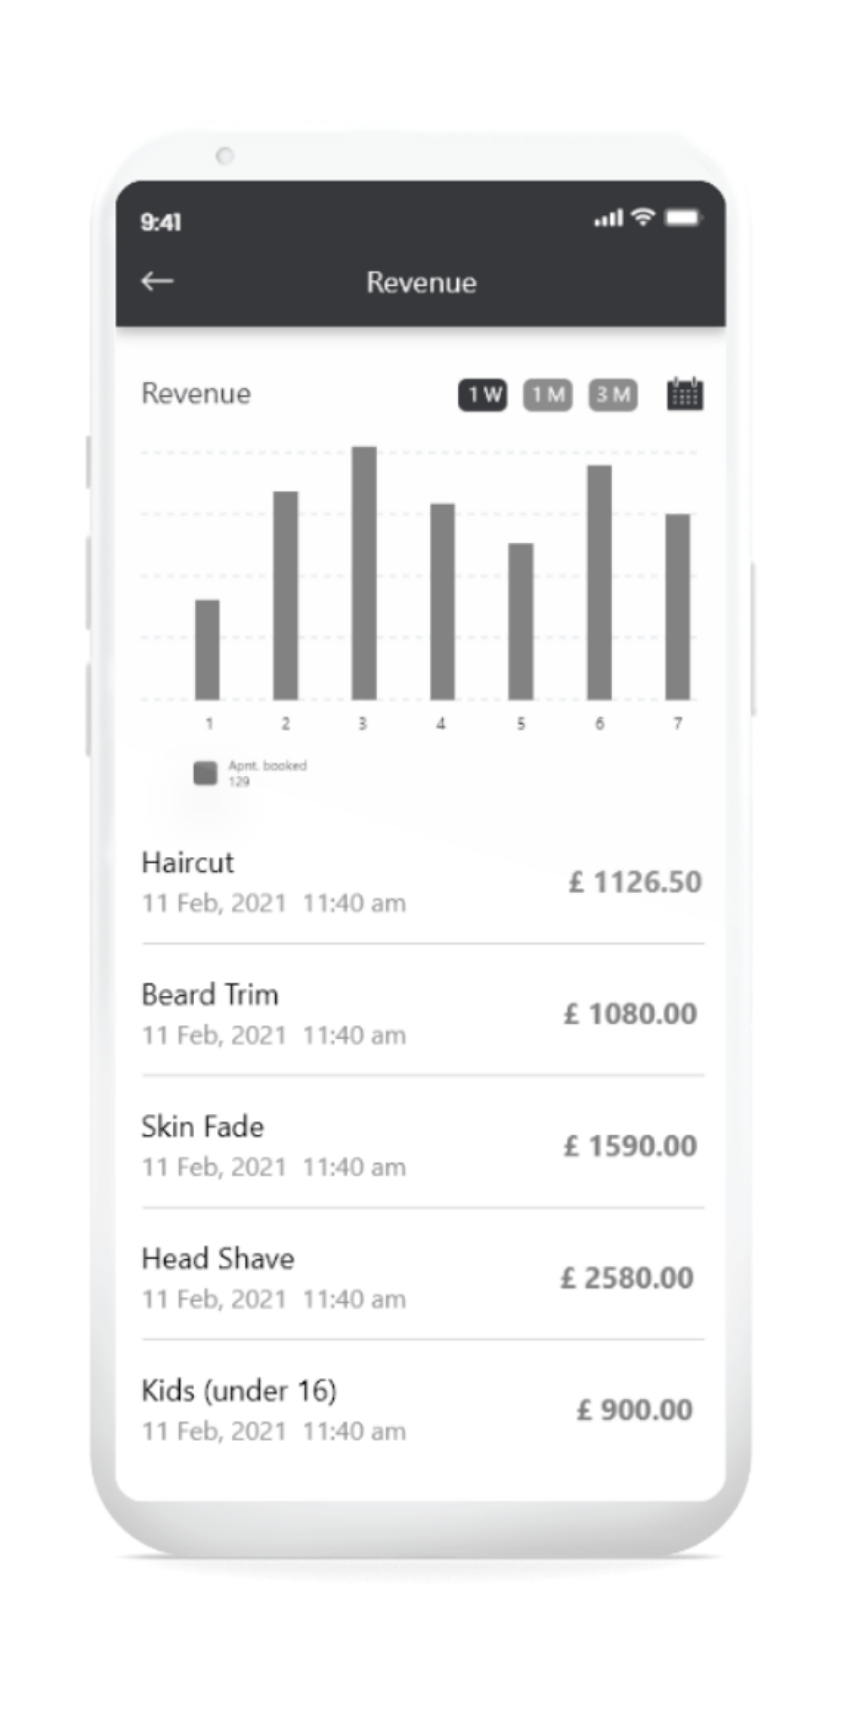 9:41
Revenue
Revenue 1 W 1 M 3 M
1 2 3 4 5 6 7
Apnt. booked
129
Haircut
£ 1126.50
11 Feb, 2021 11:40 am
Beard Trim
£ 1080.00
11 Feb, 2021 11:40 am
Skin Fade
£ 1590.00
11 Feb, 2021 11:40 am
Head Shave
£ 2580.00
11 Feb, 2021 11:40 am
Kids (under 16)
£ 900.00
11 Feb, 2021 11:40 am